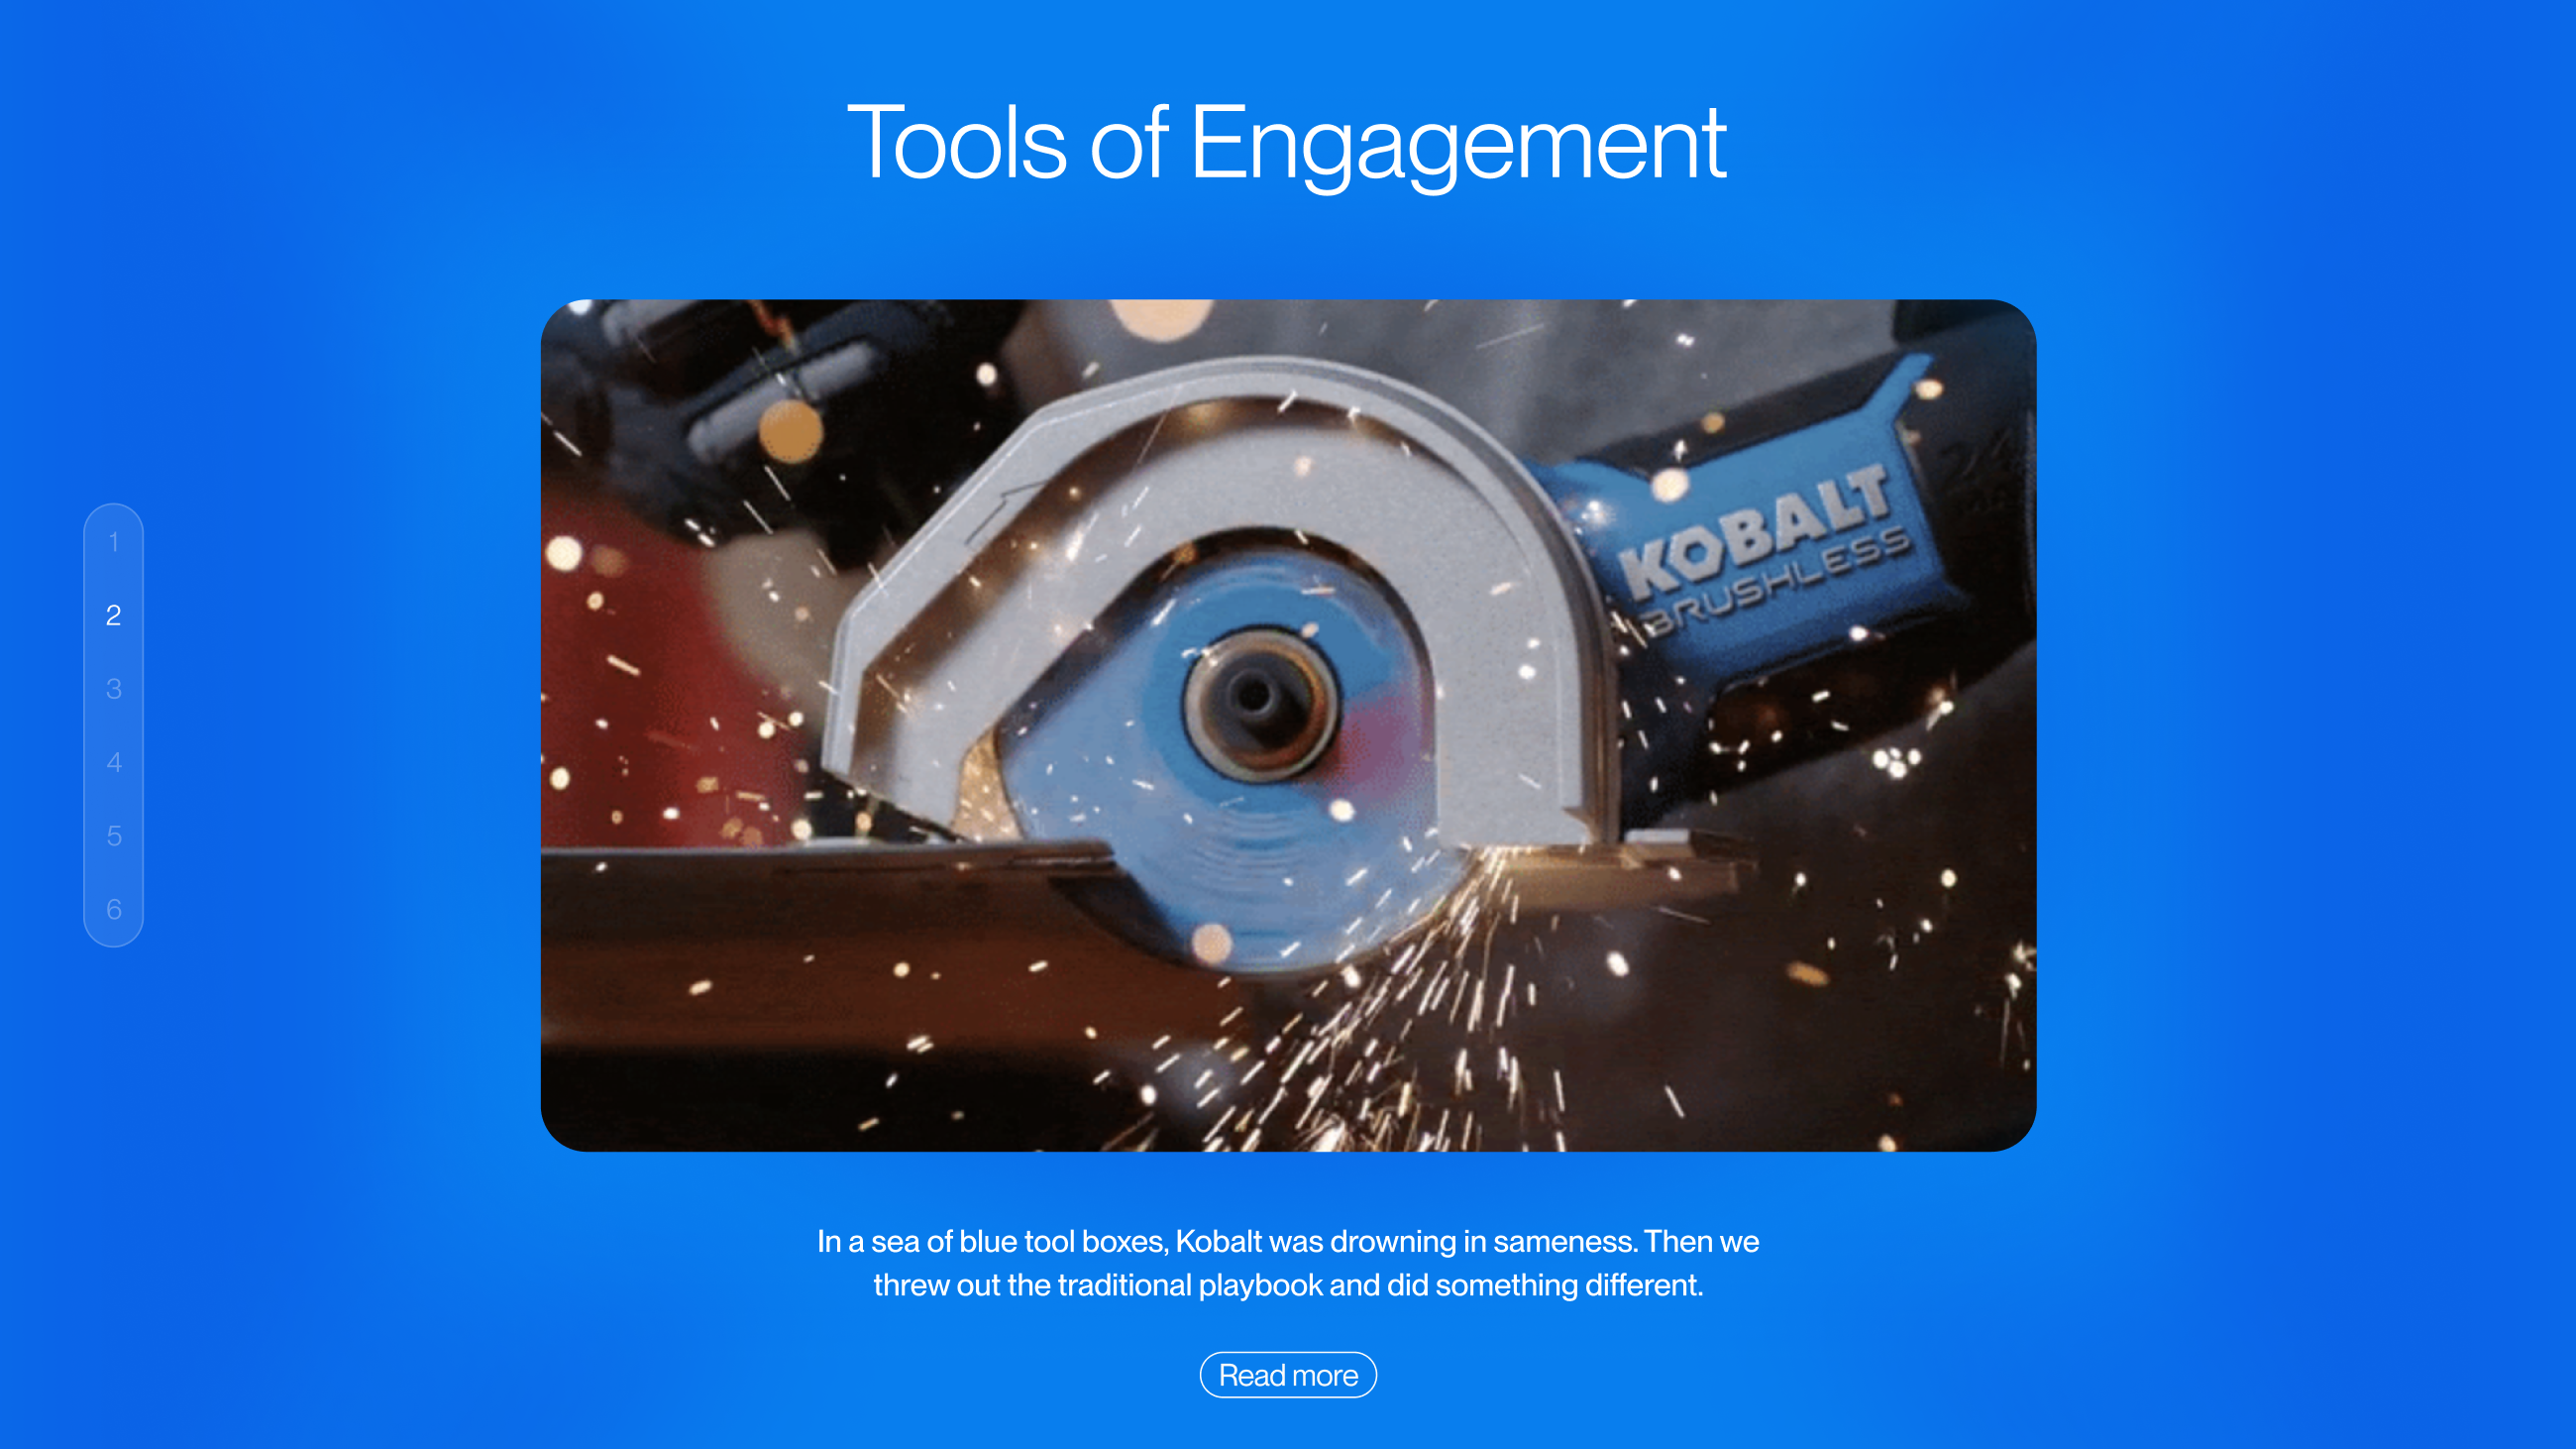 Tools of Engagement
KOBALT
BRUSHLESS
1
2
3
4
5
6
In a sea of blue tool boxes, Kobalt was drowning in sameness. Then we
threw out the traditional playbook and did something different.
Read more